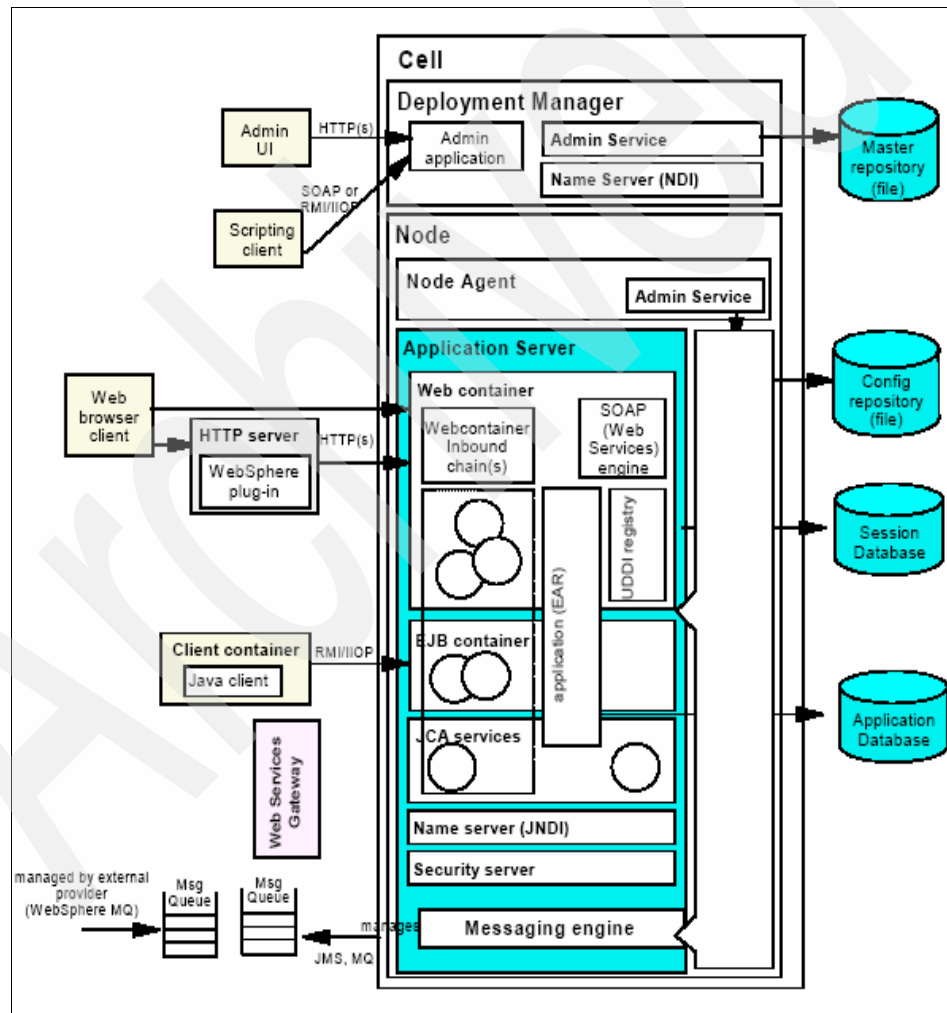 Cell
Deployment Manager
Admin
UI
HTTP(s)
Admin
application
Admin Service
Name Server (NDI)
Master
repository
(file)
SOAP or
RMI/IIOP
Scripting
client
Node
Node Agent
Admin Service
Application Server
Config
repository
(file)
Web
browser
client
HTTP server
WebSphere
plug-in
HTTP(s)
Web container
Webcontainer
Inbound
chain(s)
SOAP
(Web
Services)
engine
application (EAR)
UDDI registry
Session
Database
Client container
Java client
RMI/IIOP
EJB container
Application
Database
JCA services
Web Services
Gateway
Name server (JNDI)
Security server
managed by external
provider
(WebSphere MQ)
Msg
Queue
Msg
Queue
manages
JMS, MQ
Messaging engine
Archived